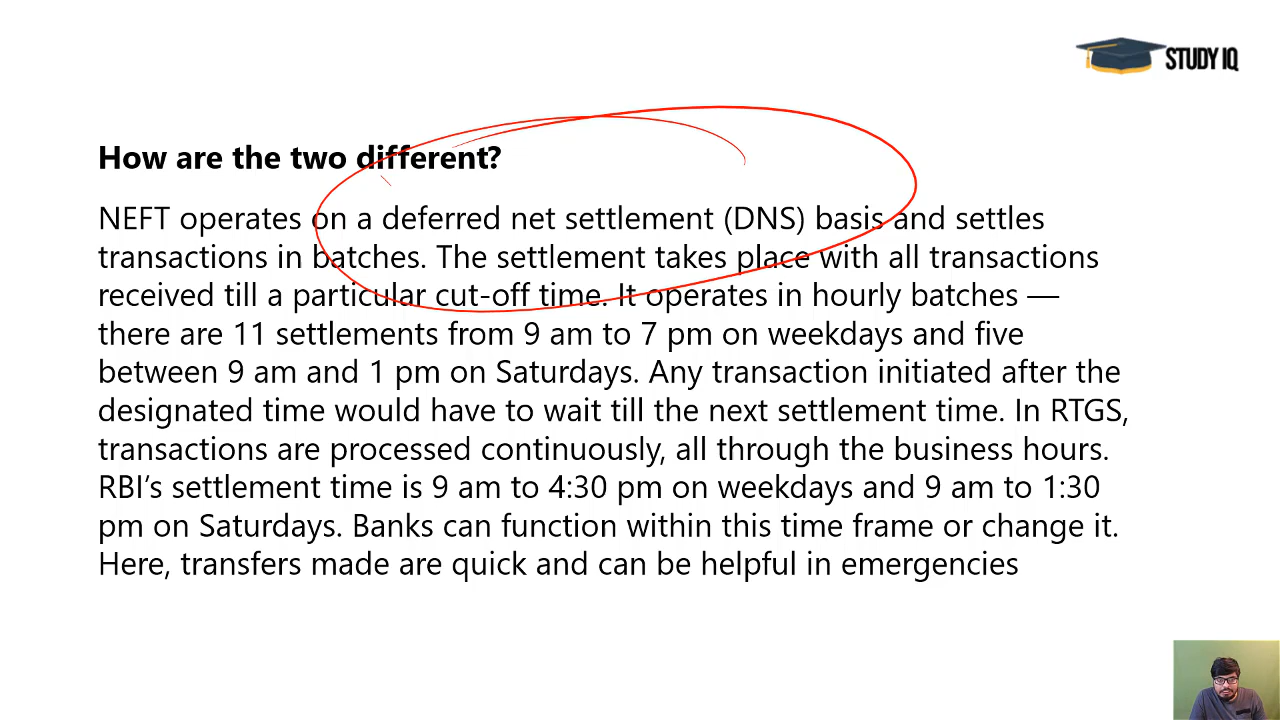 STUDY IQ
How are the two different?
NEFT operates on a deferred net settlement (DNS) basis and settles
transactions in batches. The settlement takes place with all transactions
received till a particular cut-off time. It operates in hourly batches —
there are 11 settlements from 9 am to 7 pm on weekdays and five
between 9 am and 1 pm on Saturdays. Any transaction initiated after the
designated time would have to wait till the next settlement time. In RTGS,
transactions are processed continuously, all through the business hours.
RBI’s settlement time is 9 am to 4:30 pm on weekdays and 9 am to 1:30
pm on Saturdays. Banks can function within this time frame or change it.
Here, transfers made are quick and can be helpful in emergencies